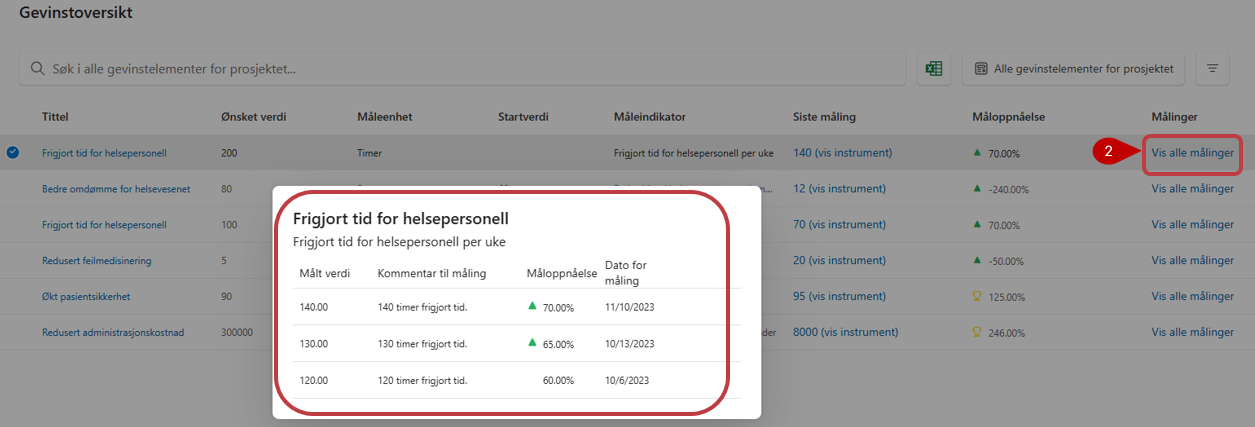 Gevinstoversikt
Søk i alle gevinstelementer for prosjektet...
Alle gevinstelementer for prosjektet
Tittel Ønsket verdi Måleenhet Startverdi Måleindikator Siste måling Måloppnåelse Målinger
Frigjort tid for helsepersonell 200 Timer Frigjort tid for helsepersonell per uke 140 (vis instrument) 70.00% 2 Vis alle målinger
Bedre omdømme for helsevesenet 80 12 (vis instrument) -240.00% Vis alle målinger
Frigjort tid for helsepersonell 100 70 (vis instrument) 70.00% Vis alle målinger
Redusert feilmedisinering 5 20 (vis instrument) -50.00% Vis alle målinger
Økt pasientsikkerhet 90 95 (vis instrument) 125.00% Vis alle målinger
Redusert administrasjonskostnad 300000 der 8000 (vis instrument) 246.00% Vis alle målinger
Frigjort tid for helsepersonell
Frigjort tid for helsepersonell per uke
Målt verdi Kommentar til måling Måloppnåelse Dato for
måling
140.00 140 timer frigjort tid. 70.00% 11/10/2023
130.00 130 timer frigjort tid. 65.00% 10/13/2023
120.00 120 timer frigjort tid. 60.00% 10/6/2023